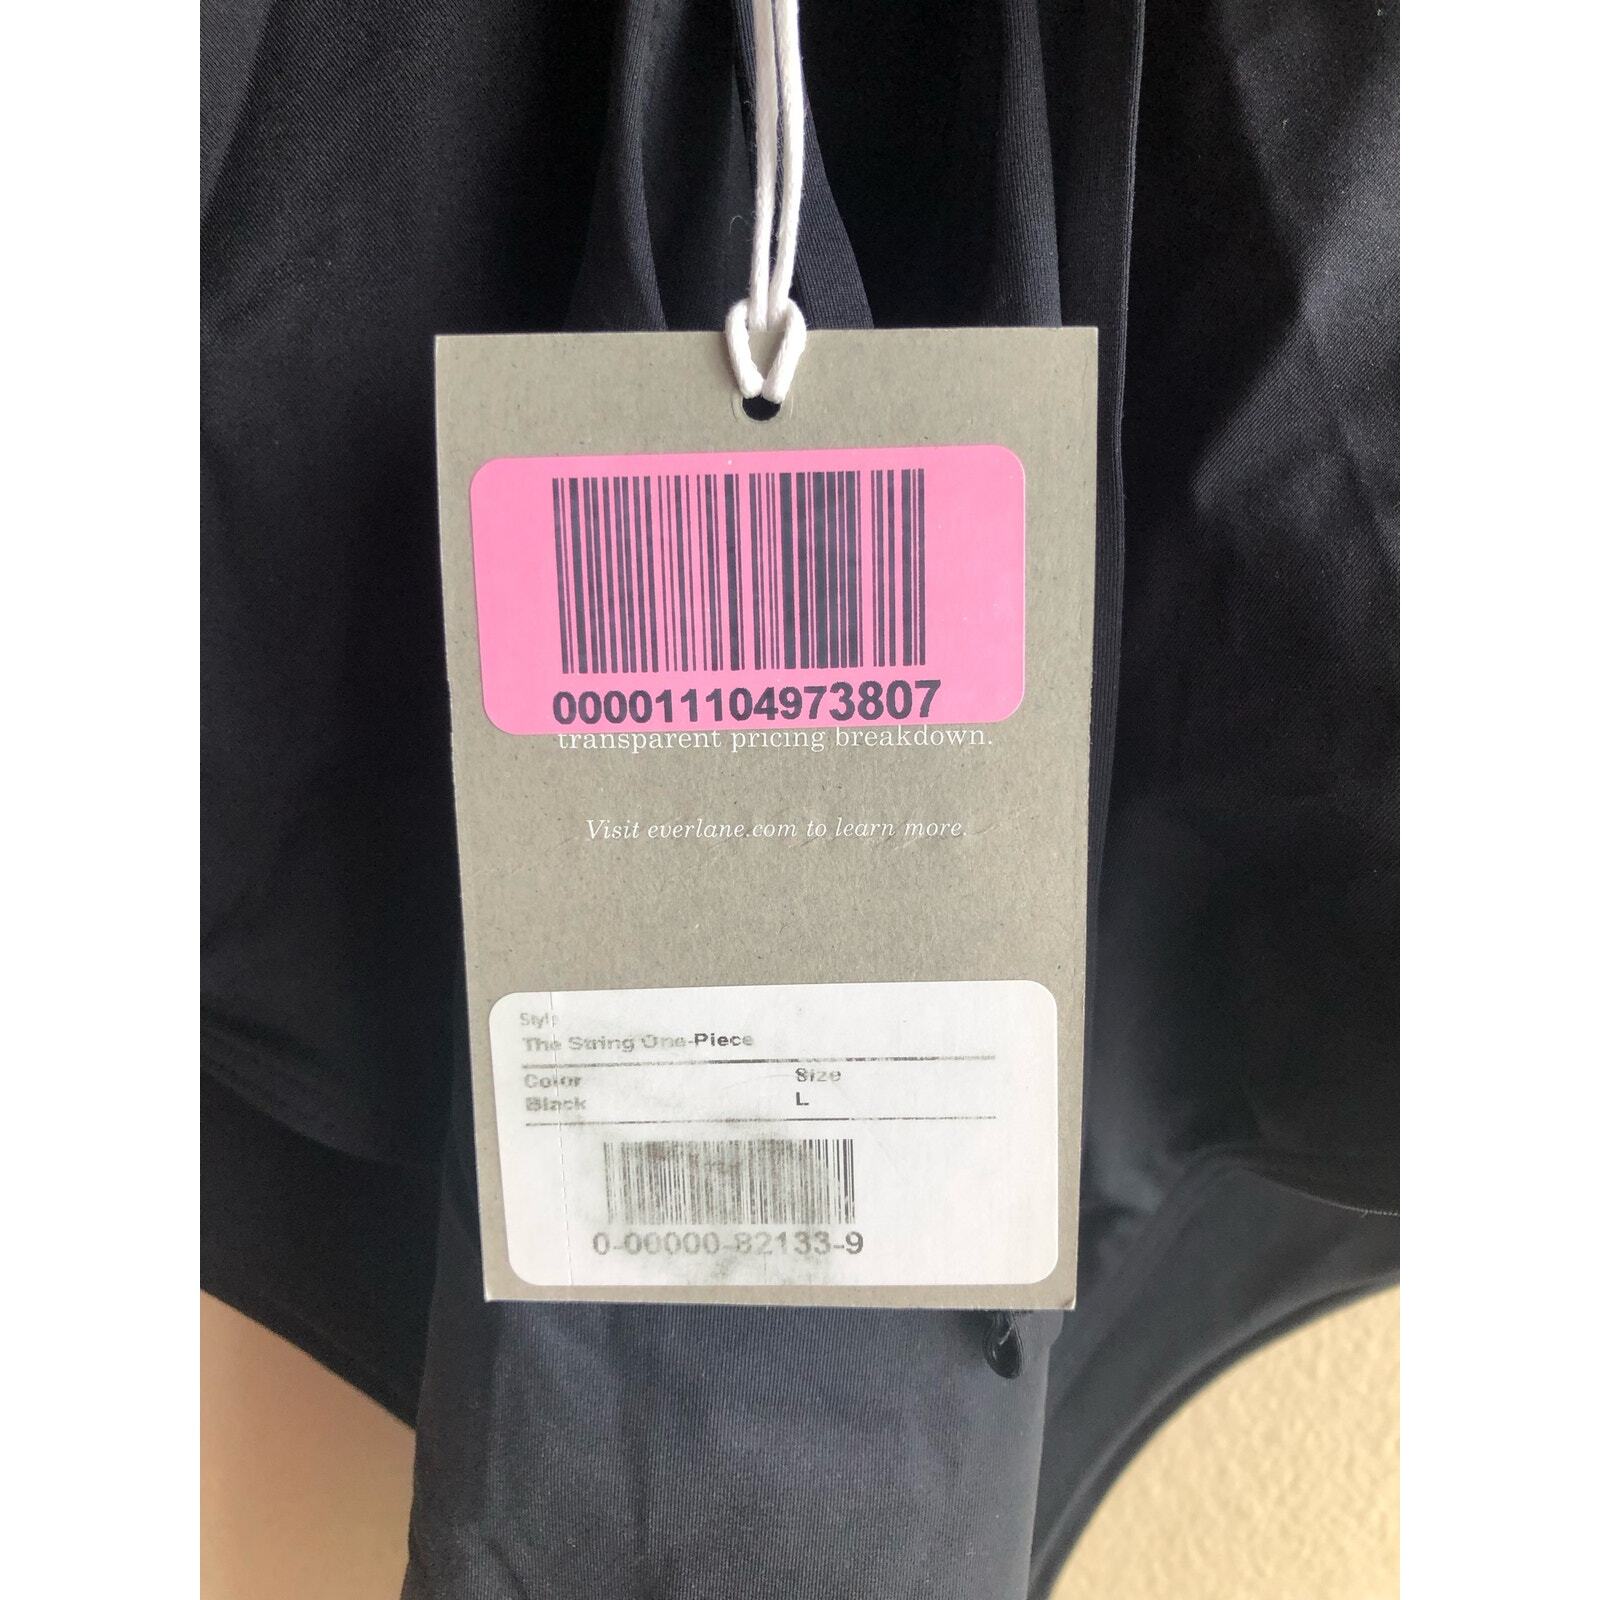 000011104973807
transparent pricing breakdown.
Visit everlane.com to learn more.
Style
The String One-Piece
Color Size
Black L
0-00000-82133-9